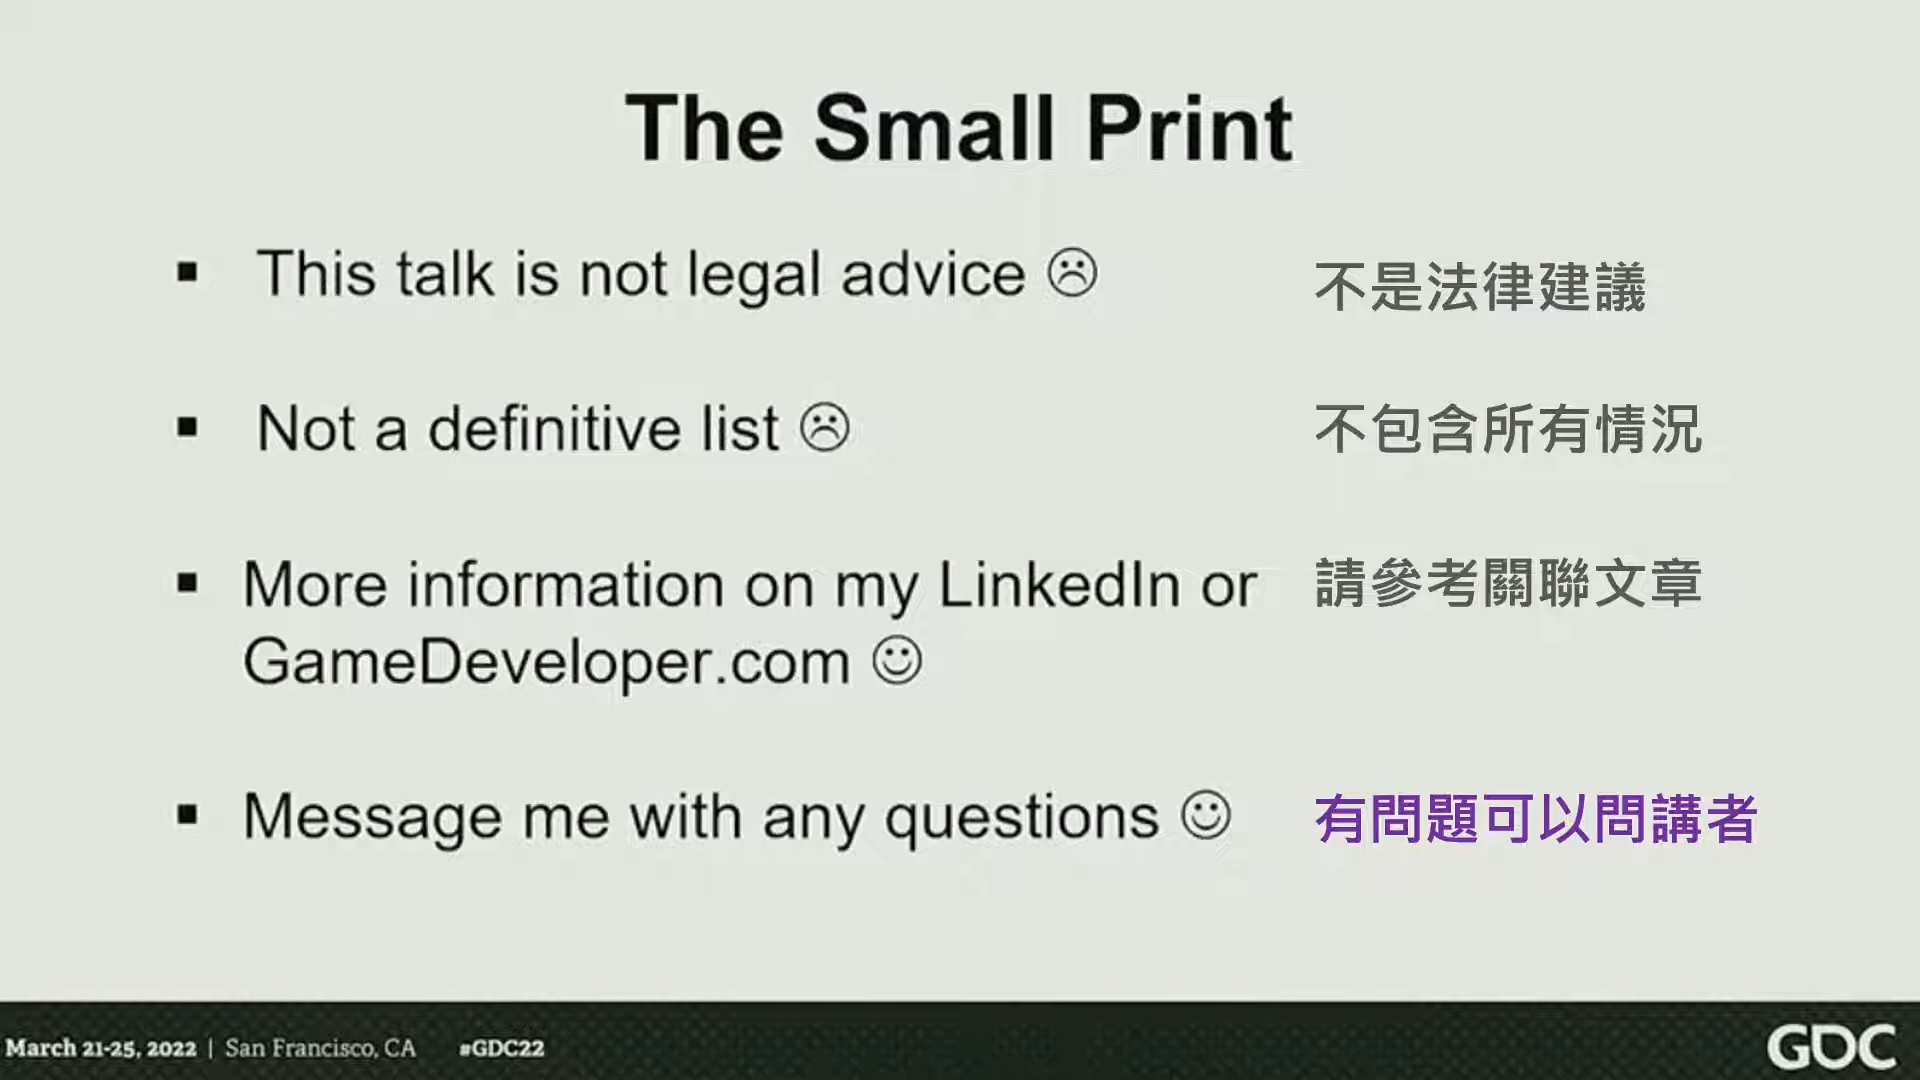 The Small Print
▪ This talk is not legal advice ☹ 不是法律建議
▪ Not a definitive list ☹ 不包含所有情況
▪ More information on my LinkedIn or 請參考關聯文章
GameDeveloper.com ☺
▪ Message me with any questions ☺ 有問題可以問講者
March 21-25, 2022 | San Francisco, CA #GDC22 GDC